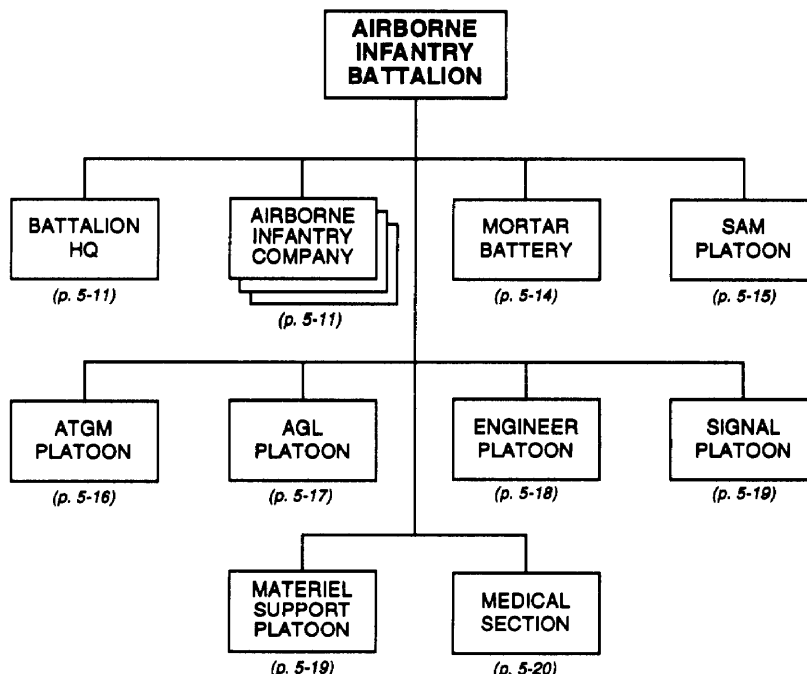 AIRBORNE
INFANTRY
BATTALION
BATTALION
HQ
(p. 5-11)
AIRBORNE
INFANTRY
COMPANY
(p. 5-11)
MORTAR
BATTERY
(p. 5-14)
SAM
PLATOON
(p. 5-15)
ATGM
PLATOON
(p. 5-16)
AGL
PLATOON
(p. 5-17)
ENGINEER
PLATOON
(p. 5-18)
SIGNAL
PLATOON
(p. 5-19)
MATERIEL
SUPPORT
PLATOON
(p. 5-19)
MEDICAL
SECTION
(p. 5-20)